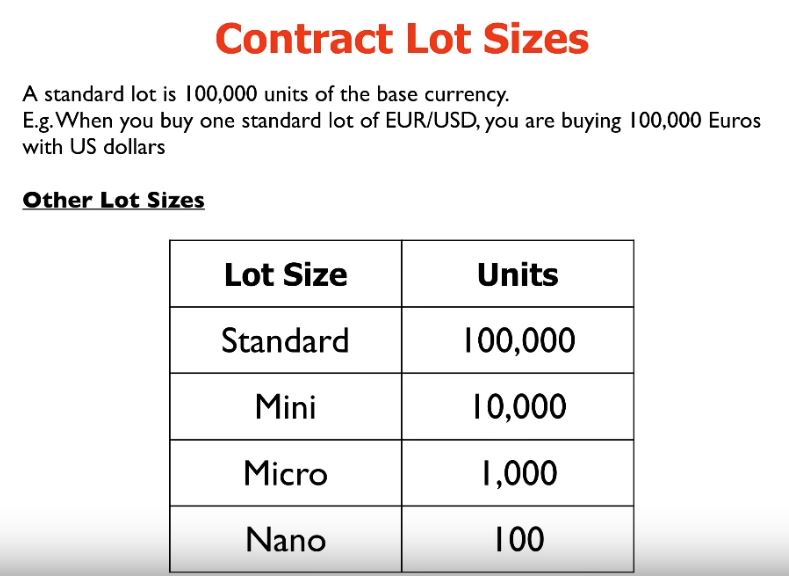 Contract Lot Sizes
A standard lot is 100,000 units of the base currency.
E.g. When you buy one standard lot of EUR/USD, you are buying 100,000 Euros
with US dollars
Other Lot Sizes
Lot Size Units
Standard 100,000
Mini 10,000
Micro 1,000
Nano 100